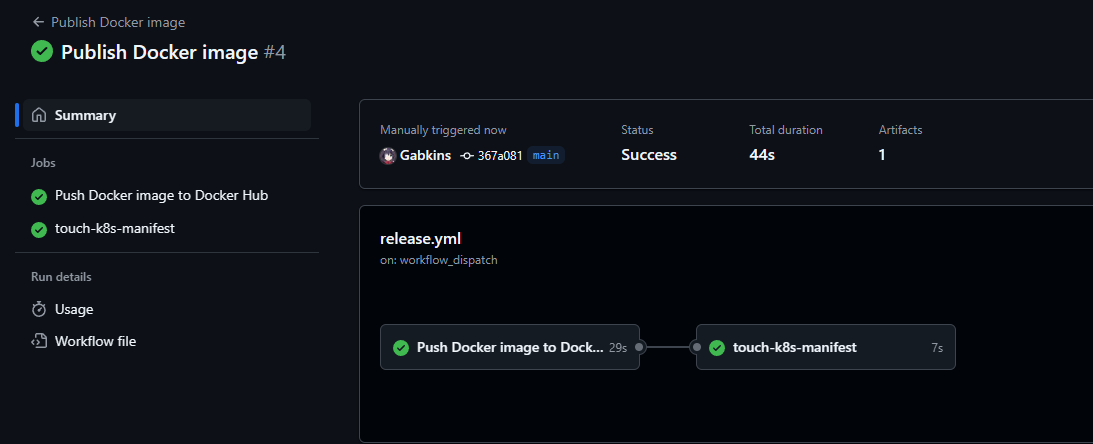 ← Publish Docker image
Publish Docker image #4
Summary
Jobs
Push Docker image to Docker Hub
touch-k8s-manifest
Run details
Usage
Workflow file
Manually triggered now
Gabkins 367a081 main
Status
Success
Total duration
44s
Artifacts
1
release.yml
on: workflow_dispatch
Push Docker image to Dock... 29s
touch-k8s-manifest 7s